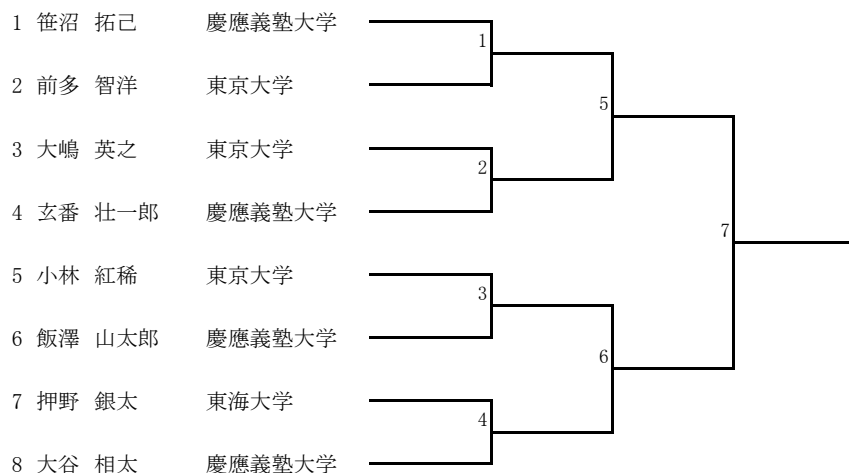 1 笹沼 拓己 慶應義塾大学
1
2 前多 智洋 東京大学
5
3 大嶋 英之 東京大学
2
4 玄番 壮一郎 慶應義塾大学
7
5 小林 紅稀 東京大学
3
6 飯澤 山太郎 慶應義塾大学
6
7 押野 銀太 東海大学
4
8 大谷 相太 慶應義塾大学